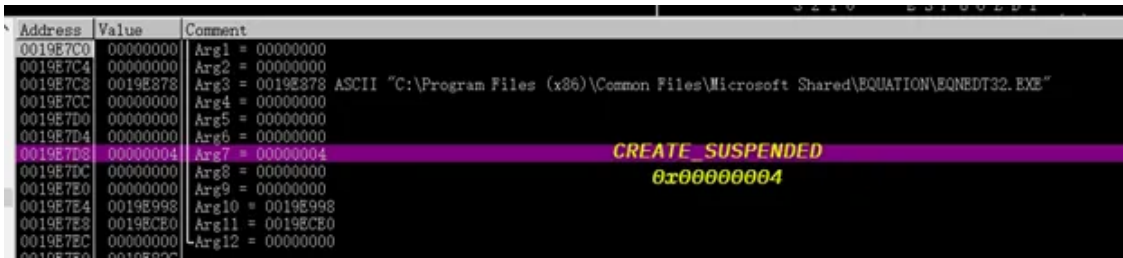 Address Value Comment
0019E7C0 00000000 Arg1 = 00000000
0019E7C4 00000000 Arg2 = 00000000
0019E7C8 0019E878 Arg3 = 0019E878 ASCII "C:\Program Files (x86)\Common Files\Microsoft Shared\EQUATION\EQNEDT32.EXE"
0019E7CC 00000000 Arg4 = 00000000
0019E7D0 00000000 Arg5 = 00000000
0019E7D4 00000000 Arg6 = 00000000
0019E7D8 00000004 Arg7 = 00000004 CREATE_SUSPENDED
0019E7DC 00000000 Arg8 = 00000000 0x00000004
0019E7E0 00000000 Arg9 = 00000000
0019E7E4 0019E998 Arg10 = 0019E998
0019E7E8 0019ECE0 Arg11 = 0019ECE0
0019E7EC 00000000 Arg12 = 00000000